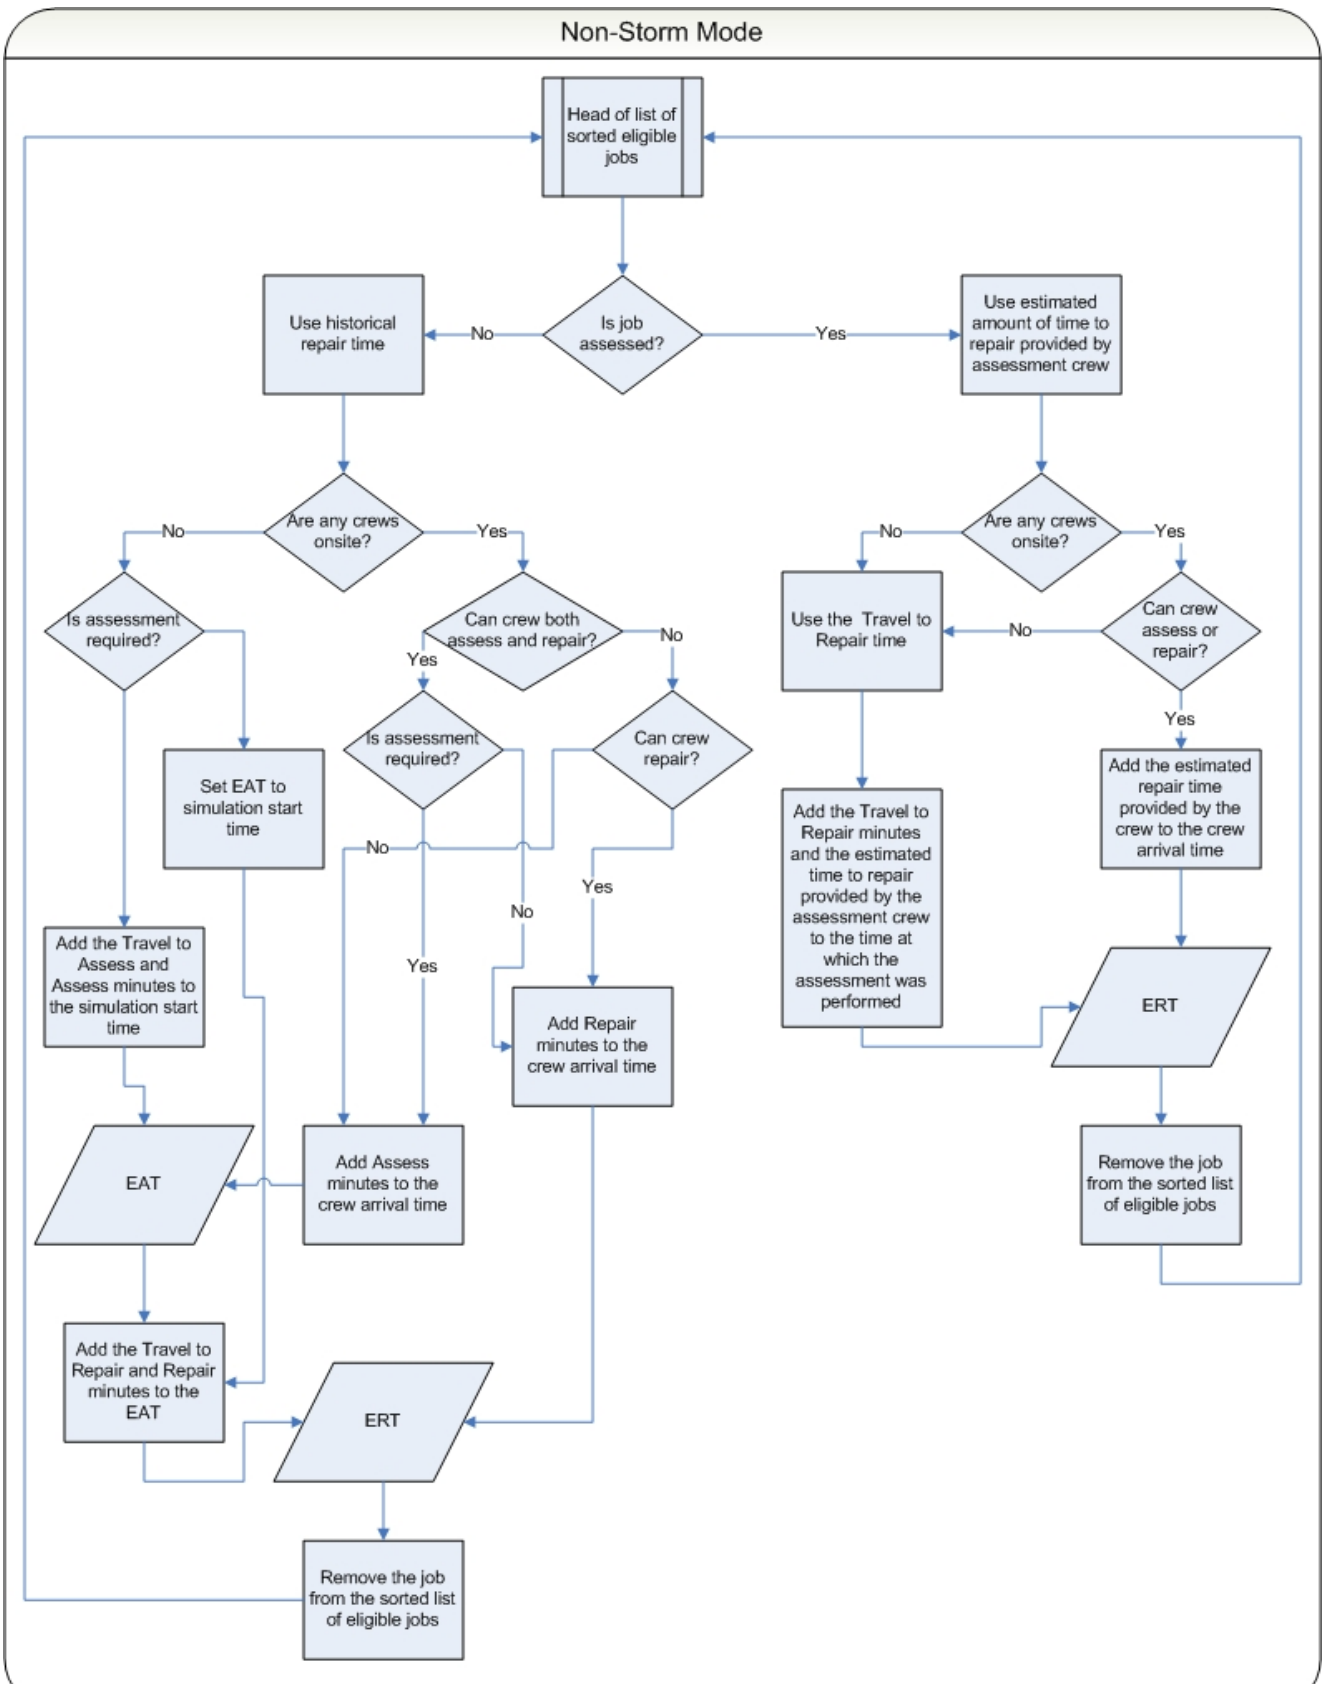 Non-Storm Mode
Head of list of
sorted eligible
jobs
Use historical
repair time
No
Is job
assessed?
Yes
Use estimated
amount of time to
repair provided by
assessment crew
No
Are any crews
onsite?
Yes
No
Are any crews
onsite?
Yes
Is assessment
required?
Can crew both
assess and repair?
No
Yes
Use the Travel to
Repair time
No
Can crew
assess or
repair?
Yes
Set EAT to
simulation start
time
Is assessment
required?
Can crew
repair?
No
Yes
No
Yes
Add the Travel to
Repair minutes
and the estimated
time to repair
provided by the
assessment crew
to the time at
which the
assessment was
performed
Add the estimated
repair time
provided by the
crew to the crew
arrival time
Add the Travel to
Assess and
Assess minutes to
the simulation start
time
Add Repair
minutes to the
crew arrival time
ERT
EAT
Add Assess
minutes to the
crew arrival time
Remove the job
from the sorted list
of eligible jobs
Add the Travel to
Repair and Repair
minutes to the
EAT
ERT
Remove the job
from the sorted list
of eligible jobs